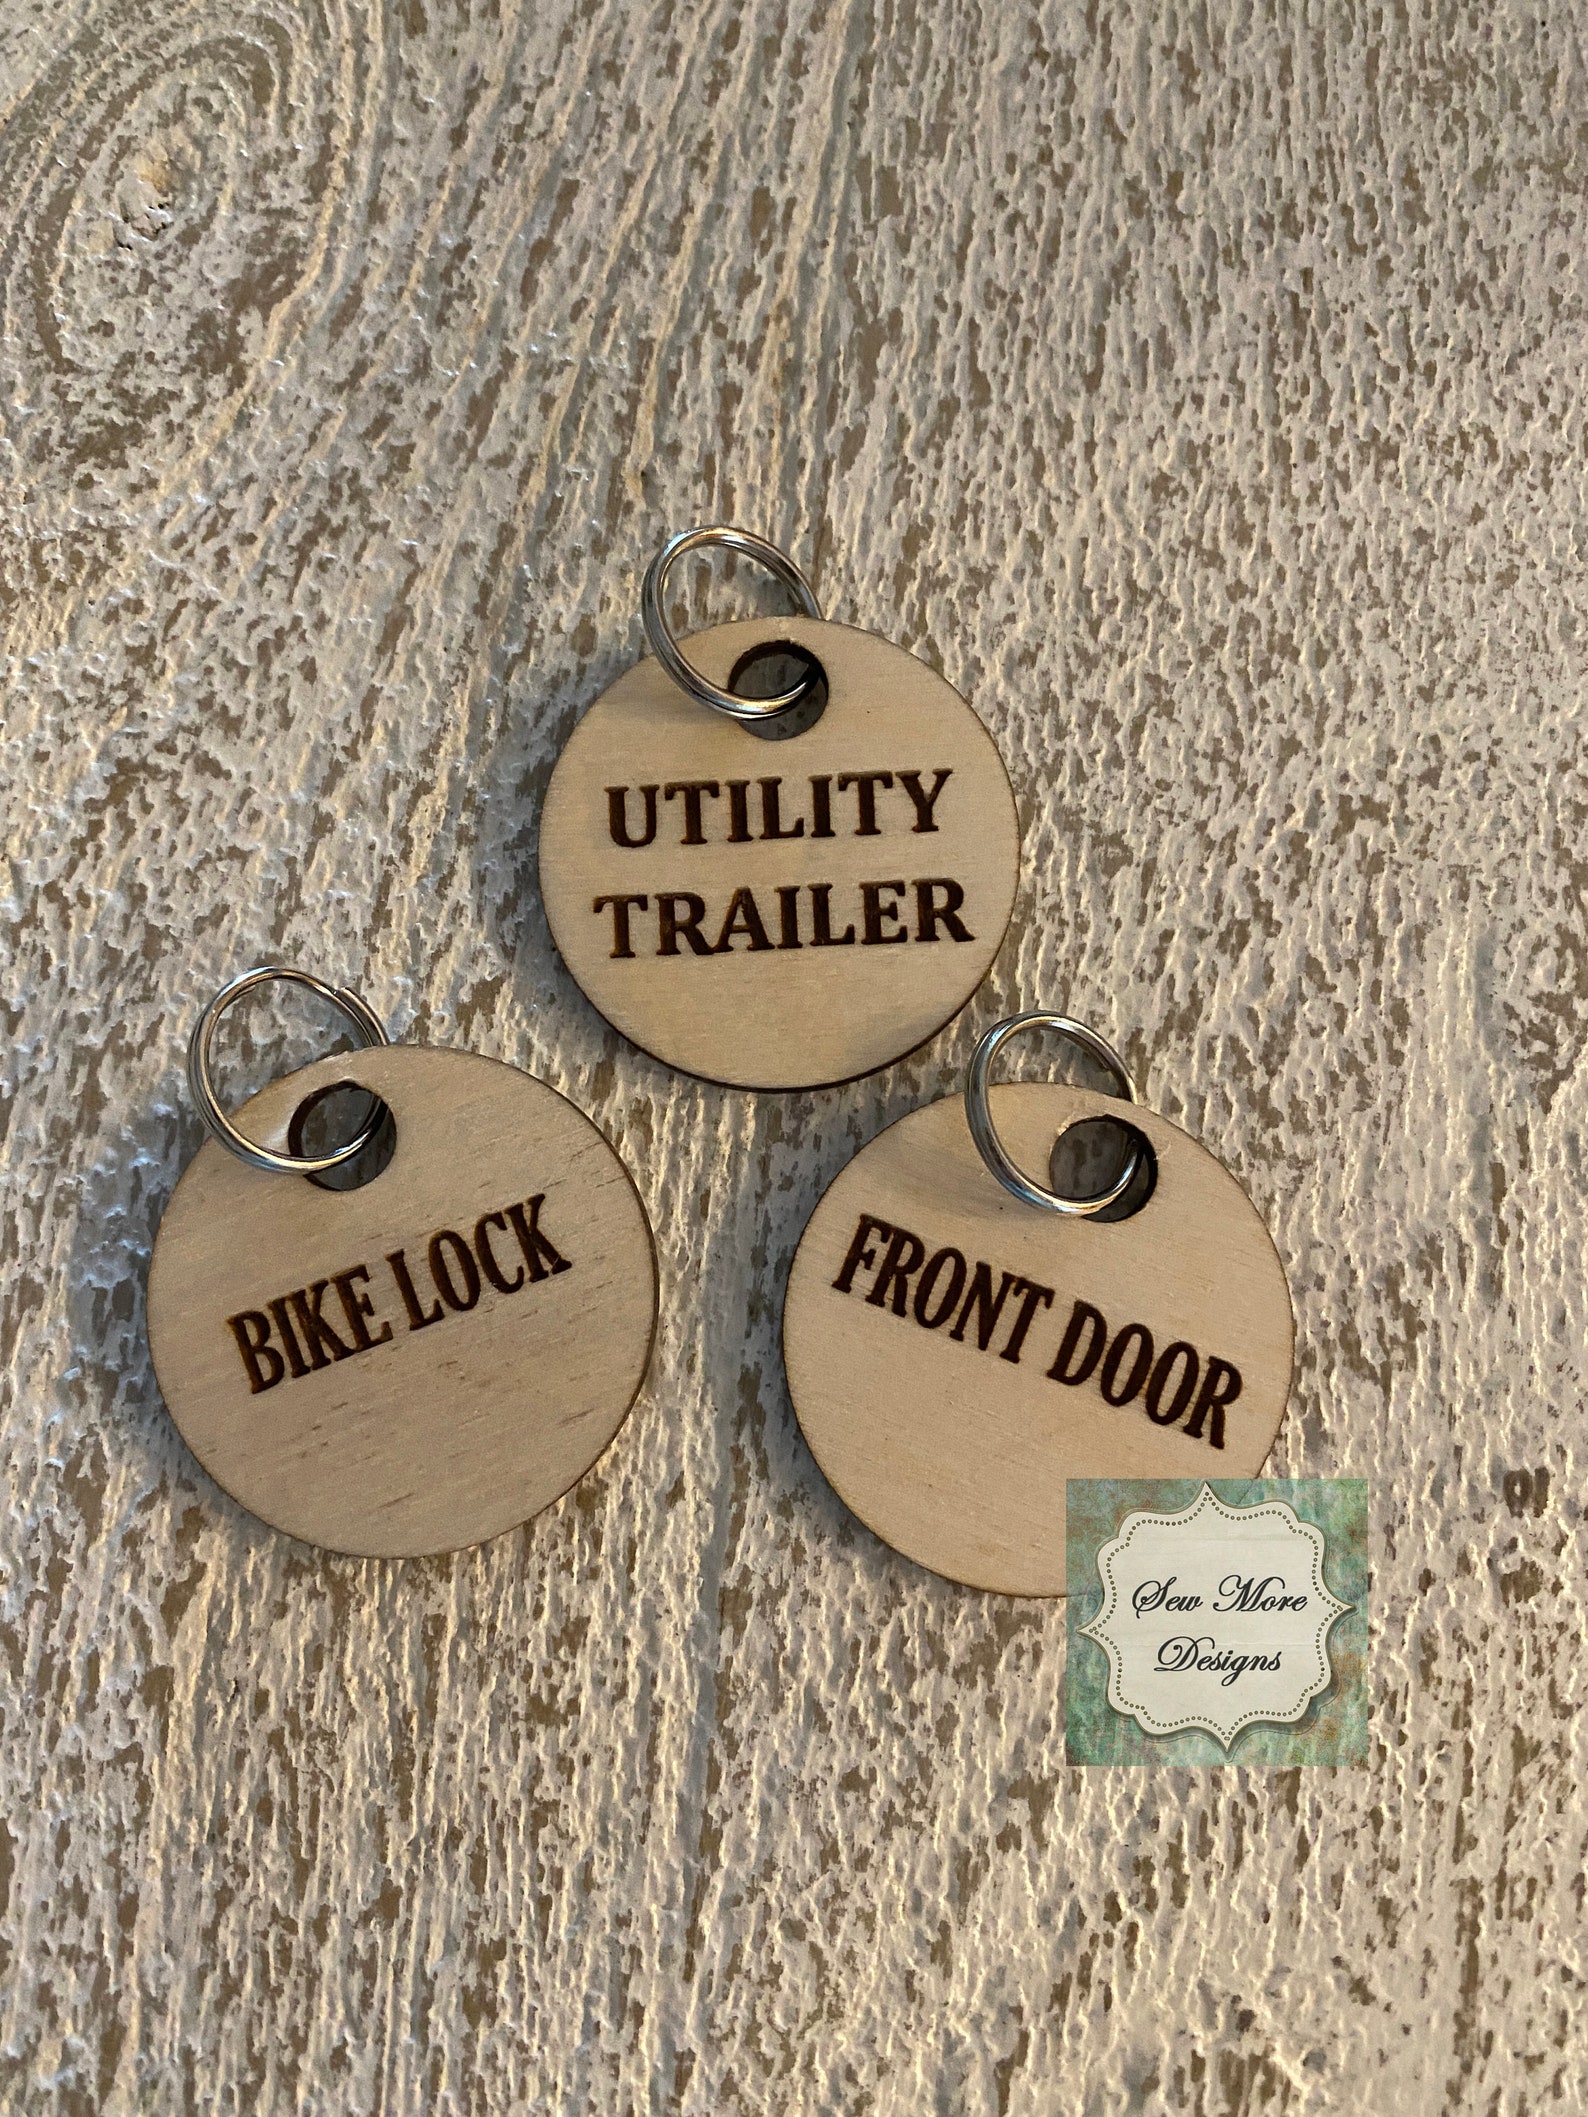 UTILITY
TRAILER
BIKE LOCK
FRONT DOOR
Sew More
Designs